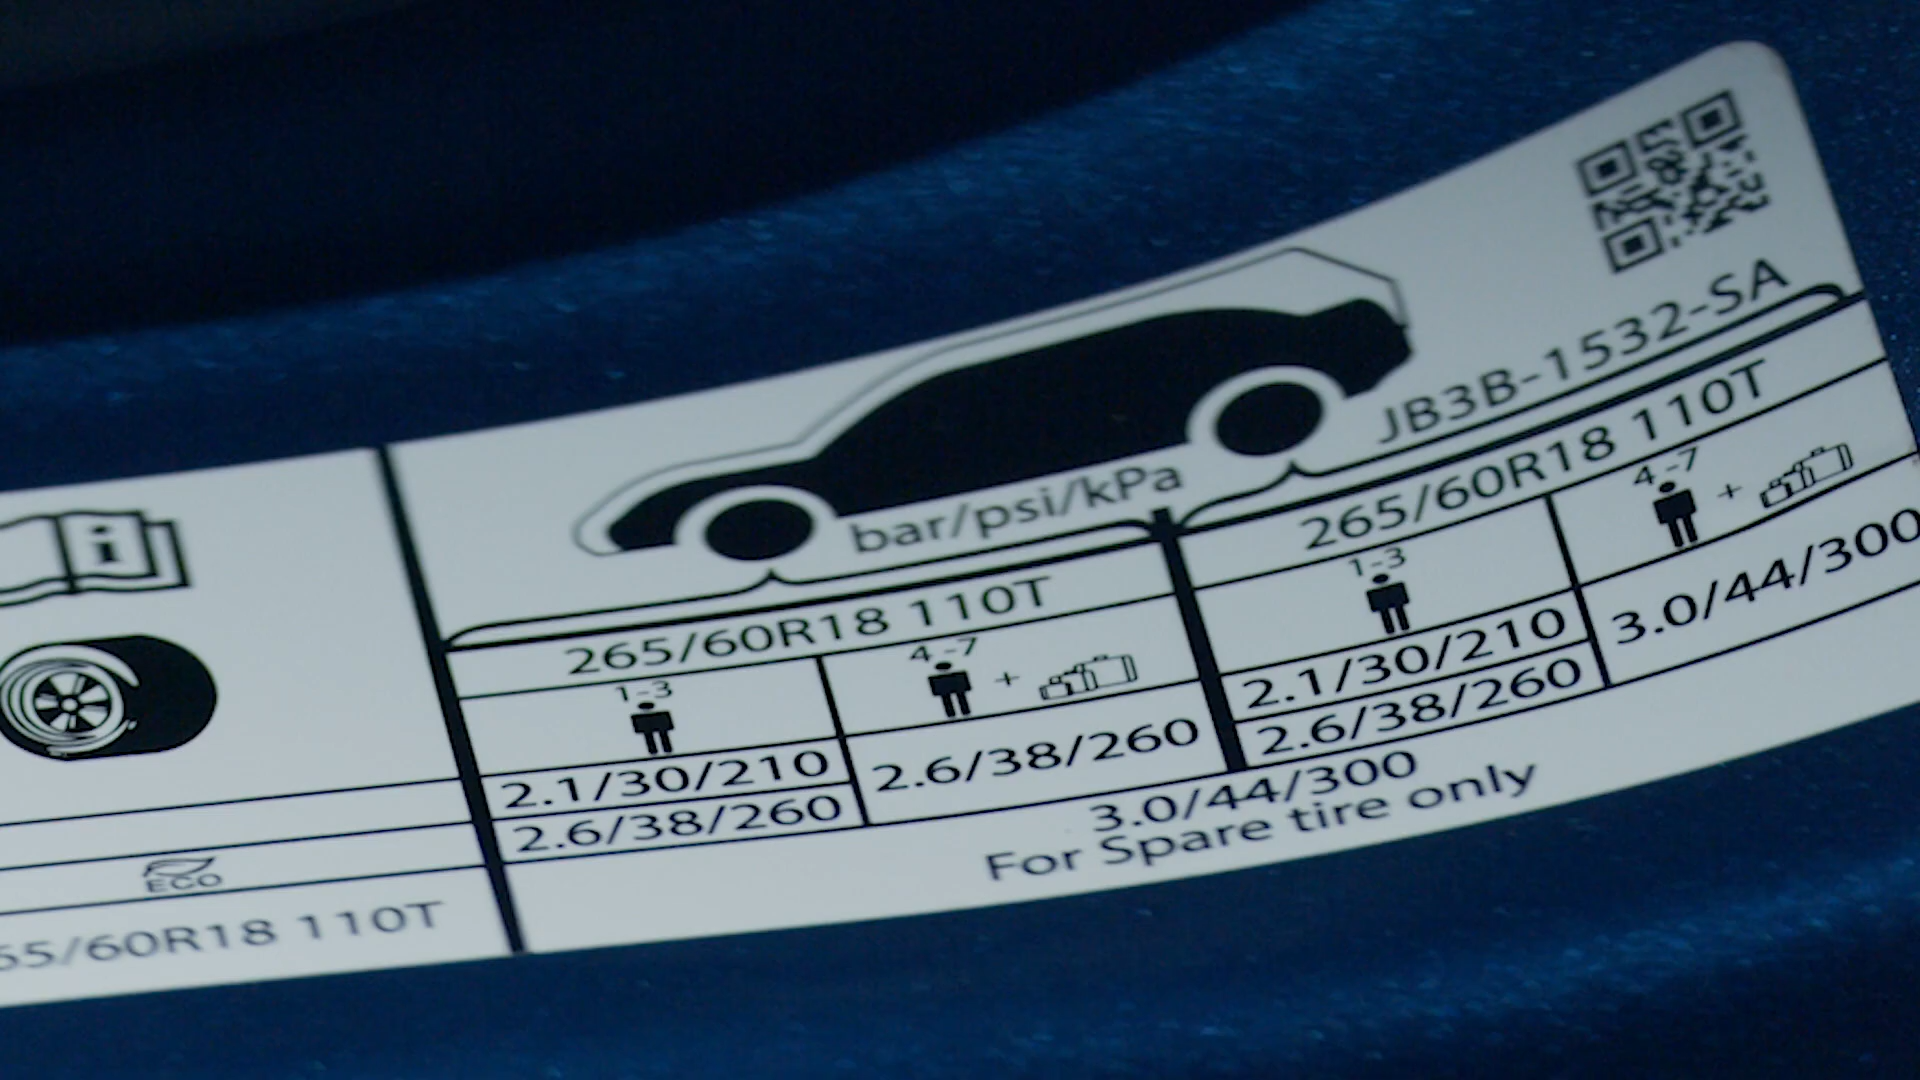 JB3B-1532-SA
bar/psi/kPa
265/60R18 110T
265/60R18 110T
1-3
4-7
+
1-3
4-7
+
2.1/30/210
2.6/38/260
2.6/38/260
2.1/30/210
2.6/38/260
3.0/44/300
ECO
65/60R18 110T
3.0/44/300
For Spare tire only